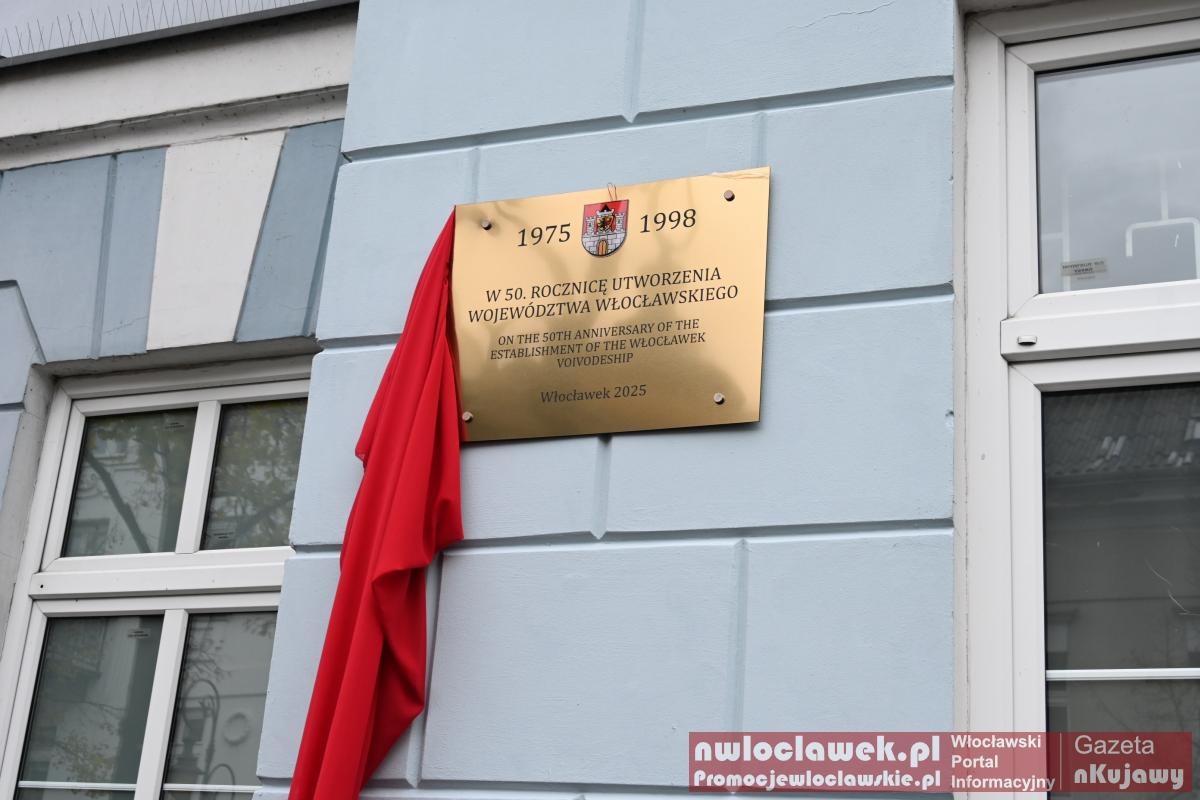 1975 1998
W 50. ROCZNICĘ UTWORZENIA
WOJEWÓDZTWA WŁOCŁAWSKIEGO
ON THE 50TH ANNIVERSARY OF THE
ESTABLISHMENT OF THE WŁOCŁAWEK
VOIVODESHIP
Włocławek 2025
nwloclawek.pl
Promocjewloclawskie.pl
Włocławski
Portal
Informacyjny
Gazeta
nKujawy